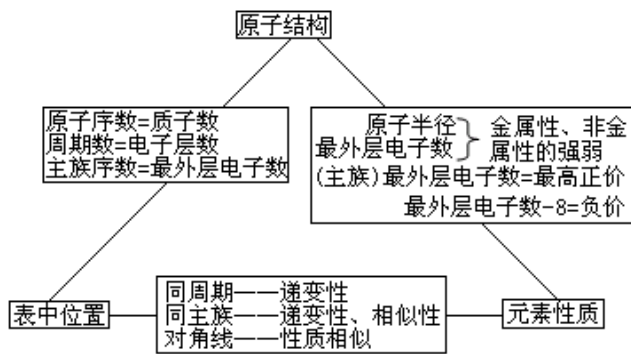 原子结构
原子序数=质子数
周期数=电子层数
主族序数=最外层电子数
原子半径
最外层电子数
金属性、非金
属性的强弱
(主族)最外层电子数=最高正价
最外层电子数-8=负价
表中位置
同周期——递变性
同主族——递变性、相似性
对角线——性质相似
元素性质